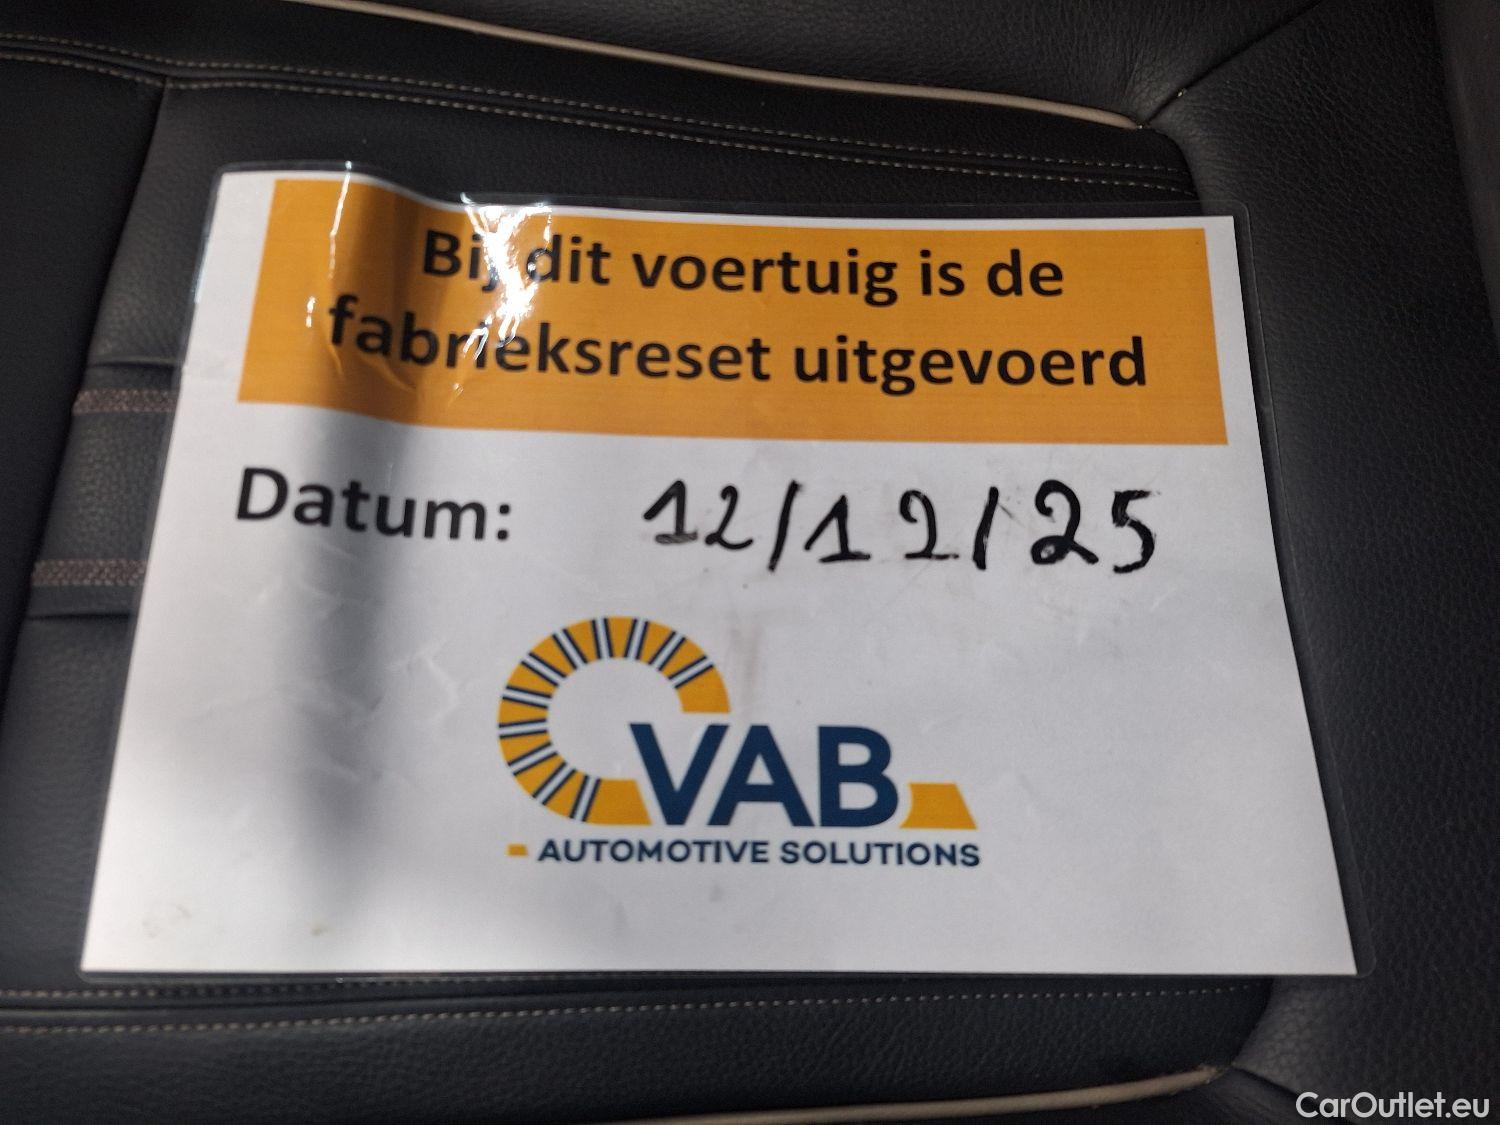 Bij dit voertuig is de
fabrieksreset uitgevoerd
Datum: 12/12/25
VAB
AUTOMOTIVE SOLUTIONS
CarOutlet.eu